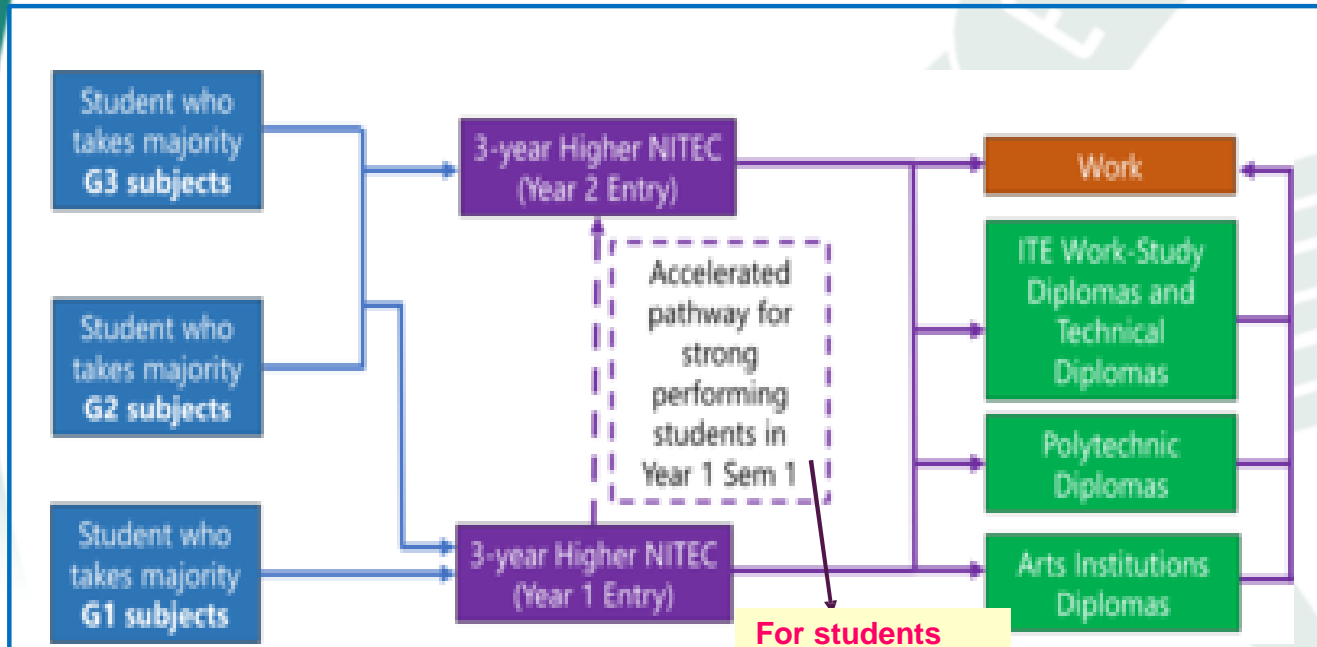 Student who
takes majority
G3 subjects
3-year Higher NITEC
(Year 2 Entry)
Work
Accelerated
pathway for
strong
performing
students in
Year 1 Sem 1
ITE Work-Study
Diplomas and
Technical
Diplomas
Student who
takes majority
G2 subjects
Polytechnic
Diplomas
Student who
takes majority
G1 subjects
3-year Higher NITEC
(Year 1 Entry)
Arts Institutions
Diplomas
For students